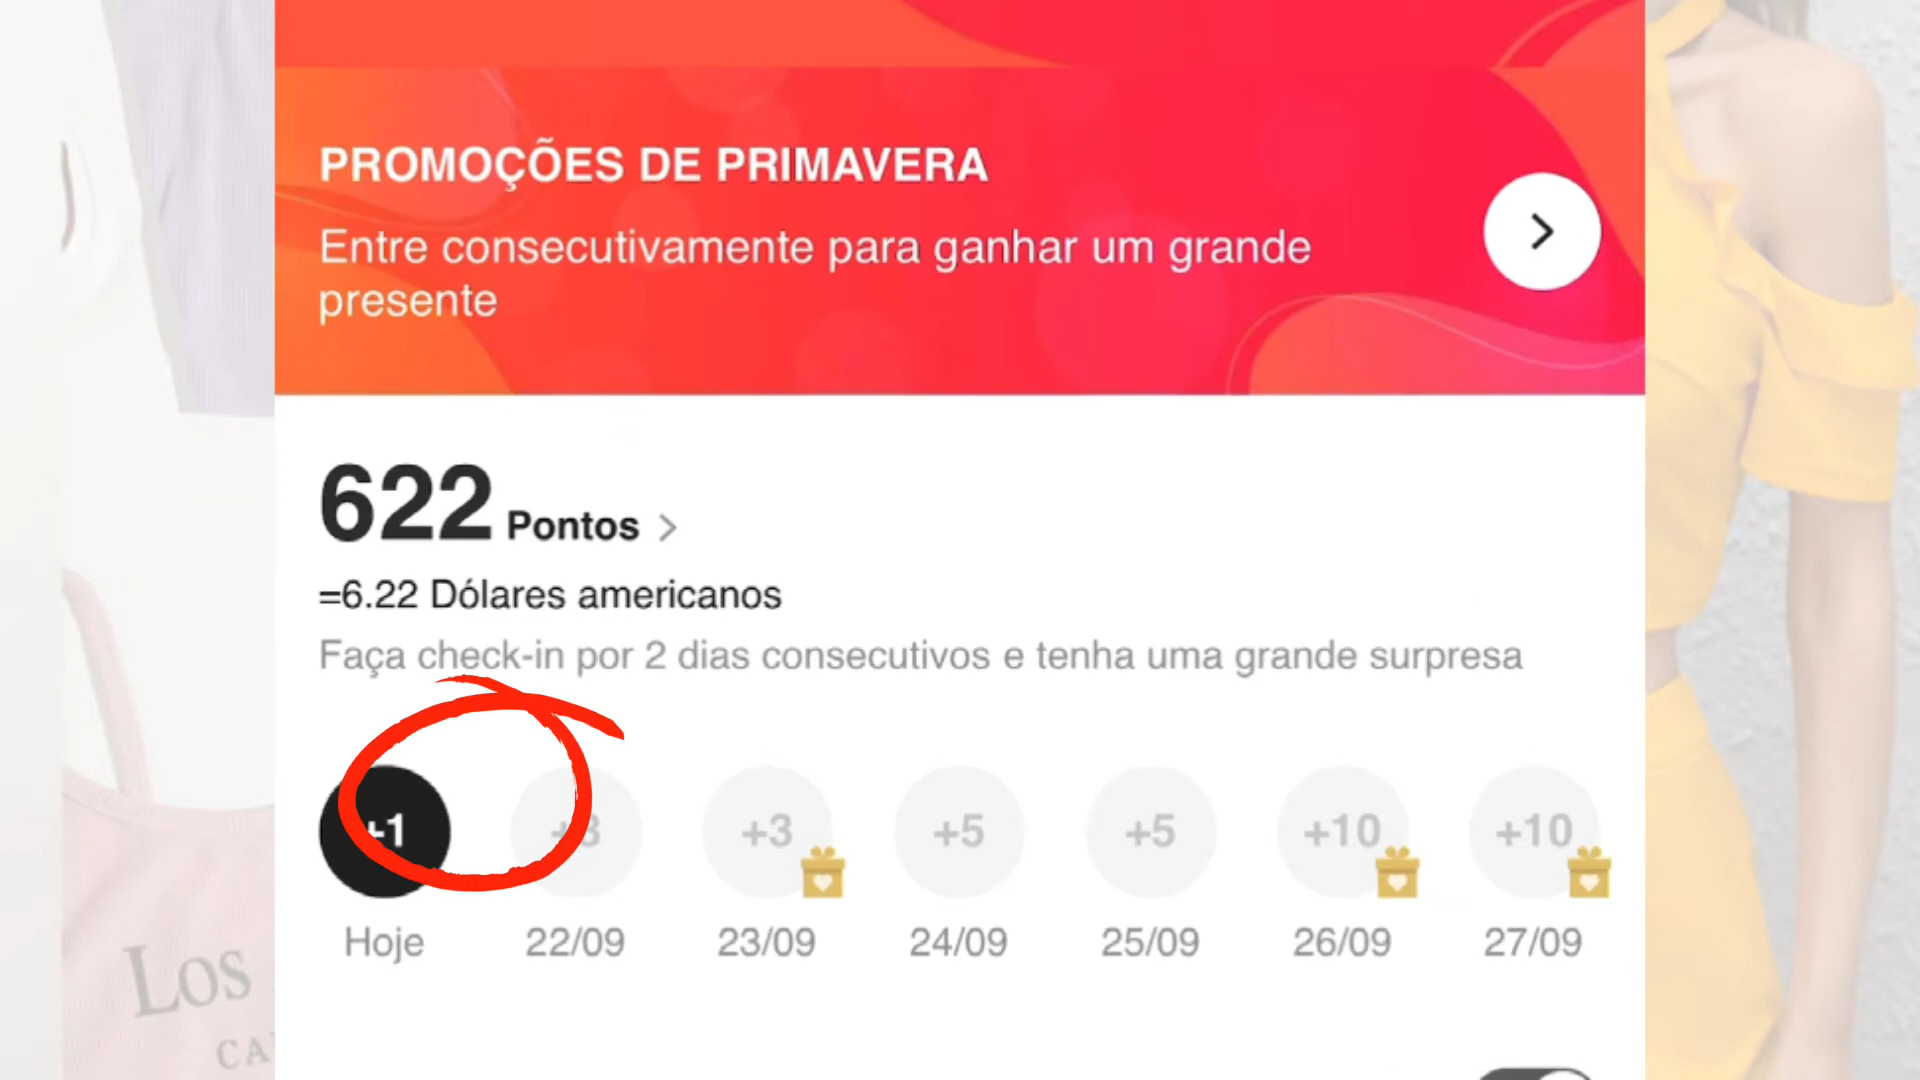 PROMOÇÕES DE PRIMAVERA
Entre consecutivamente para ganhar um grande
presente
622 Pontos
=6.22 Dólares americanos
Faça check-in por 2 dias consecutivos e tenha uma grande surpresa
+1 +3 +3 +5 +5 +10 +10
Hoje 22/09 23/09 24/09 25/09 26/09 27/09
Los